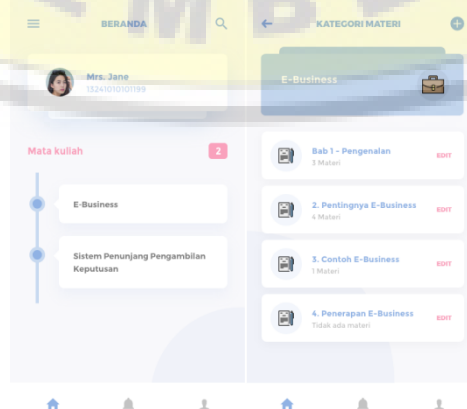 BERANDA
Mrs. Jane
13241010101199
Mata kuliah
2
E-Business
Sistem Penunjang Pengambilan
Keputusan
KATEGORI MATERI
E-Business
Bab 1 - Pengenalan
3 Materi
EDIT
2. Pentingnya E-Business
4 Materi
EDIT
3. Contoh E-Business
1 Materi
EDIT
4. Penerapan E-Business
Tidak ada materi
EDIT